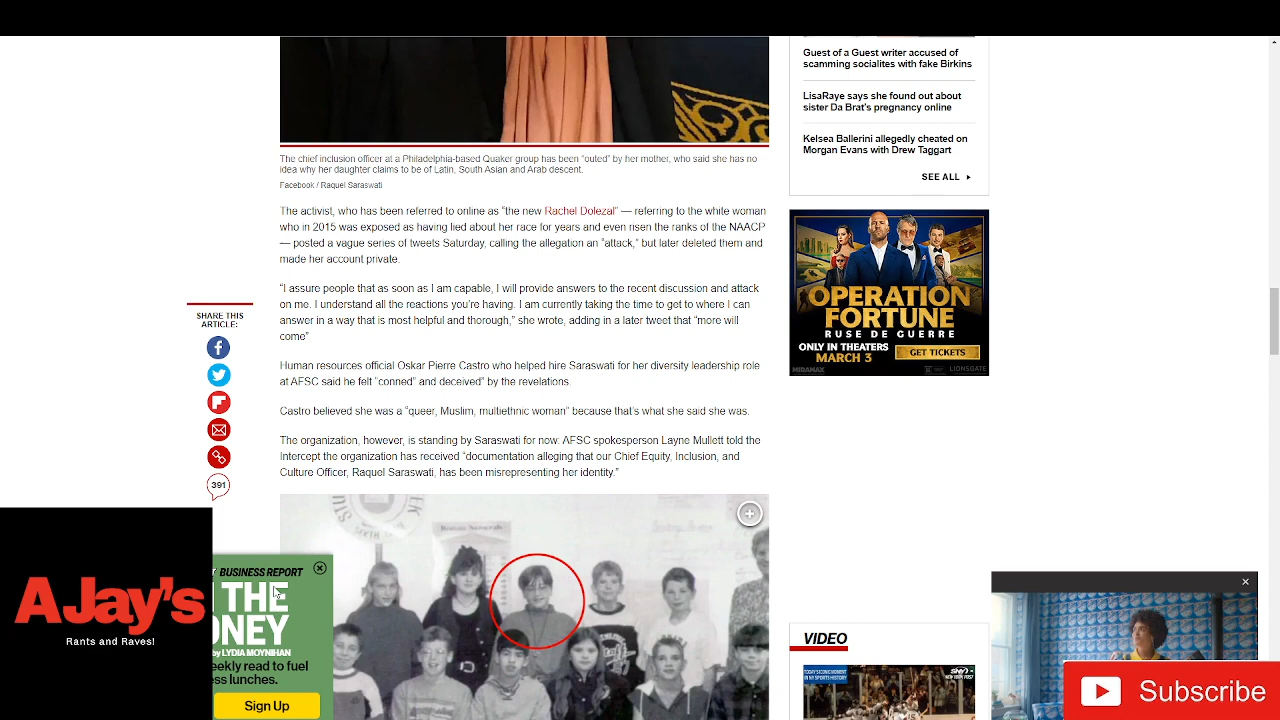 The chief inclusion officer at a Philadelphia-based Quaker group has been “outed” by her mother, who said she has no
idea why her daughter claims to be of Latin, South Asian and Arab descent.
Facebook / Raquel Saraswati
The activist, who has been referred to online as “the new Rachel Dolezal” — referring to the white woman
who in 2015 was exposed as having lied about her race for years and even risen the ranks of the NAACP
— posted a vague series of tweets Saturday, calling the allegation an “attack,” but later deleted them and
made her account private.
“I assure people that as soon as I am capable, I will provide answers to the recent discussion and attack
on me. I understand all the reactions you’re having. I am currently taking the time to get to where I can
answer in a way that is most helpful and thorough,” she wrote, adding in a later tweet that “more will
come”
Human resources official Oskar Pierre Castro who helped hire Saraswati for her diversity leadership role
at AFSC said he felt “conned” and deceived” by the revelations.
Castro believed she was a “queer, Muslim, multiethnic woman” because that’s what she said she was.
The organization, however, is standing by Saraswati for now: AFSC spokesperson Layne Mullett told the
Intercept the organization has received “documentation alleging that our Chief Equity, Inclusion, and
Culture Officer, Raquel Saraswati, has been misrepresenting her identity.”
SHARE THIS
ARTICLE:
391
Guest of a Guest writer accused of
scamming socialites with fake Birkins
LisaRaye says she found out about
sister Da Brat's pregnancy online
Kelsea Ballerini allegedly cheated on
Morgan Evans with Drew Taggart
SEE ALL
OPERATION
FORTUNE
RUSE DE GUERRE
ONLY IN THEATERS
MARCH 3
GET TICKETS
MIRAMAX
LIONSGATE
VIDEO
NEW YORK POST
AJay's
Rants and Raves!
BUSINESS REPORT
THE
ONEY
by LYDIA MOYNIHAN
eekly read to fuel
ess lunches.
Sign Up
Subscribe